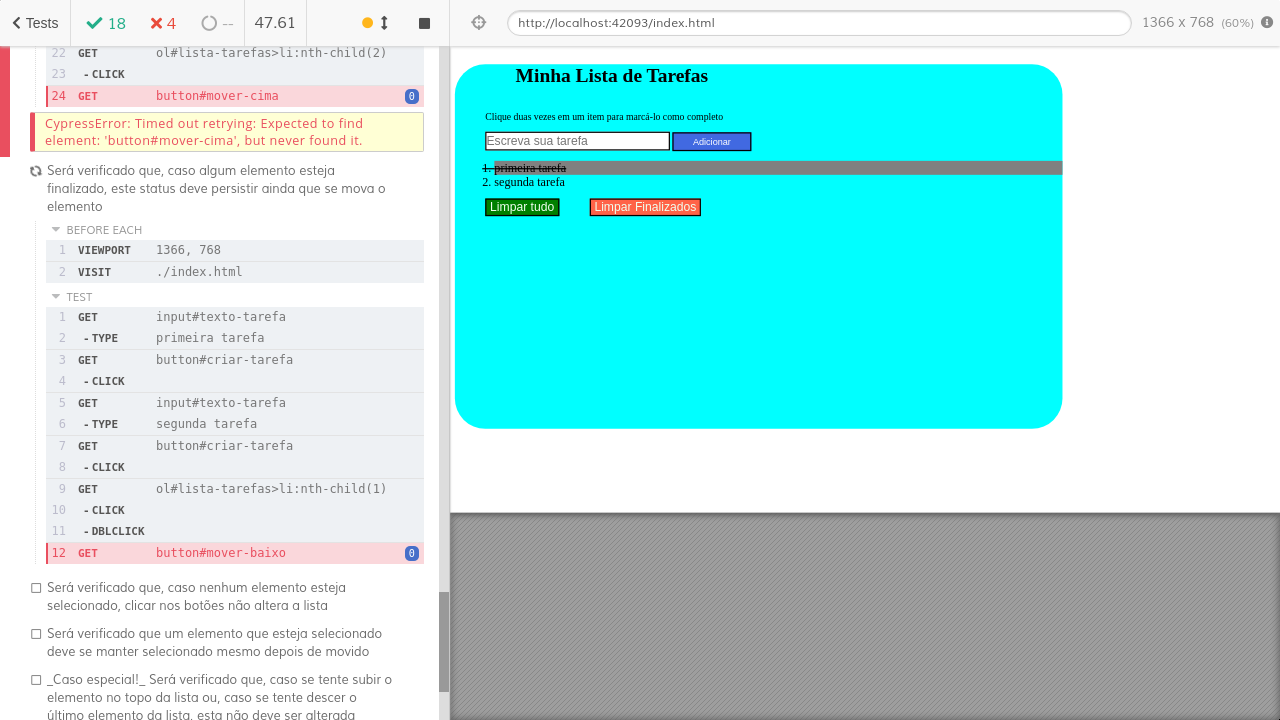 Tests
18
4
--
47.61
http://localhost:42093/index.html
1366 x 768 (60%)
22 GET ol#lista-tarefas>li:nth-child(2)
23 - CLICK
24 GET button#mover-cima 0
CypressError: Timed out retrying: Expected to find
element: 'button#mover-cima', but never found it.
Será verificado que, caso algum elemento esteja
finalizado, este status deve persistir ainda que se mova o
elemento
BEFORE EACH
1 VIEWPORT 1366, 768
2 VISIT ./index.html
TEST
1 GET input#texto-tarefa
2 - TYPE primeira tarefa
3 GET button#criar-tarefa
4 - CLICK
5 GET input#texto-tarefa
6 - TYPE segunda tarefa
7 GET button#criar-tarefa
8 - CLICK
9 GET ol#lista-tarefas>li:nth-child(1)
10 - CLICK
11 - DBLCLICK
12 GET button#mover-baixo 0
Será verificado que, caso nenhum elemento esteja
selecionado, clicar nos botões não altera a lista
Será verificado que um elemento que esteja selecionado
deve se manter selecionado mesmo depois de movido
_Caso especial!_ Será verificado que, caso se tente subir o
elemento no topo da lista ou, caso se tente descer o
último elemento da lista, esta não deve ser alterada
Minha Lista de Tarefas
Clique duas vezes em um item para marcá-lo como completo
Escreva sua tarefa
Adicionar
1. primeira tarefa
2. segunda tarefa
Limpar tudo
Limpar Finalizados